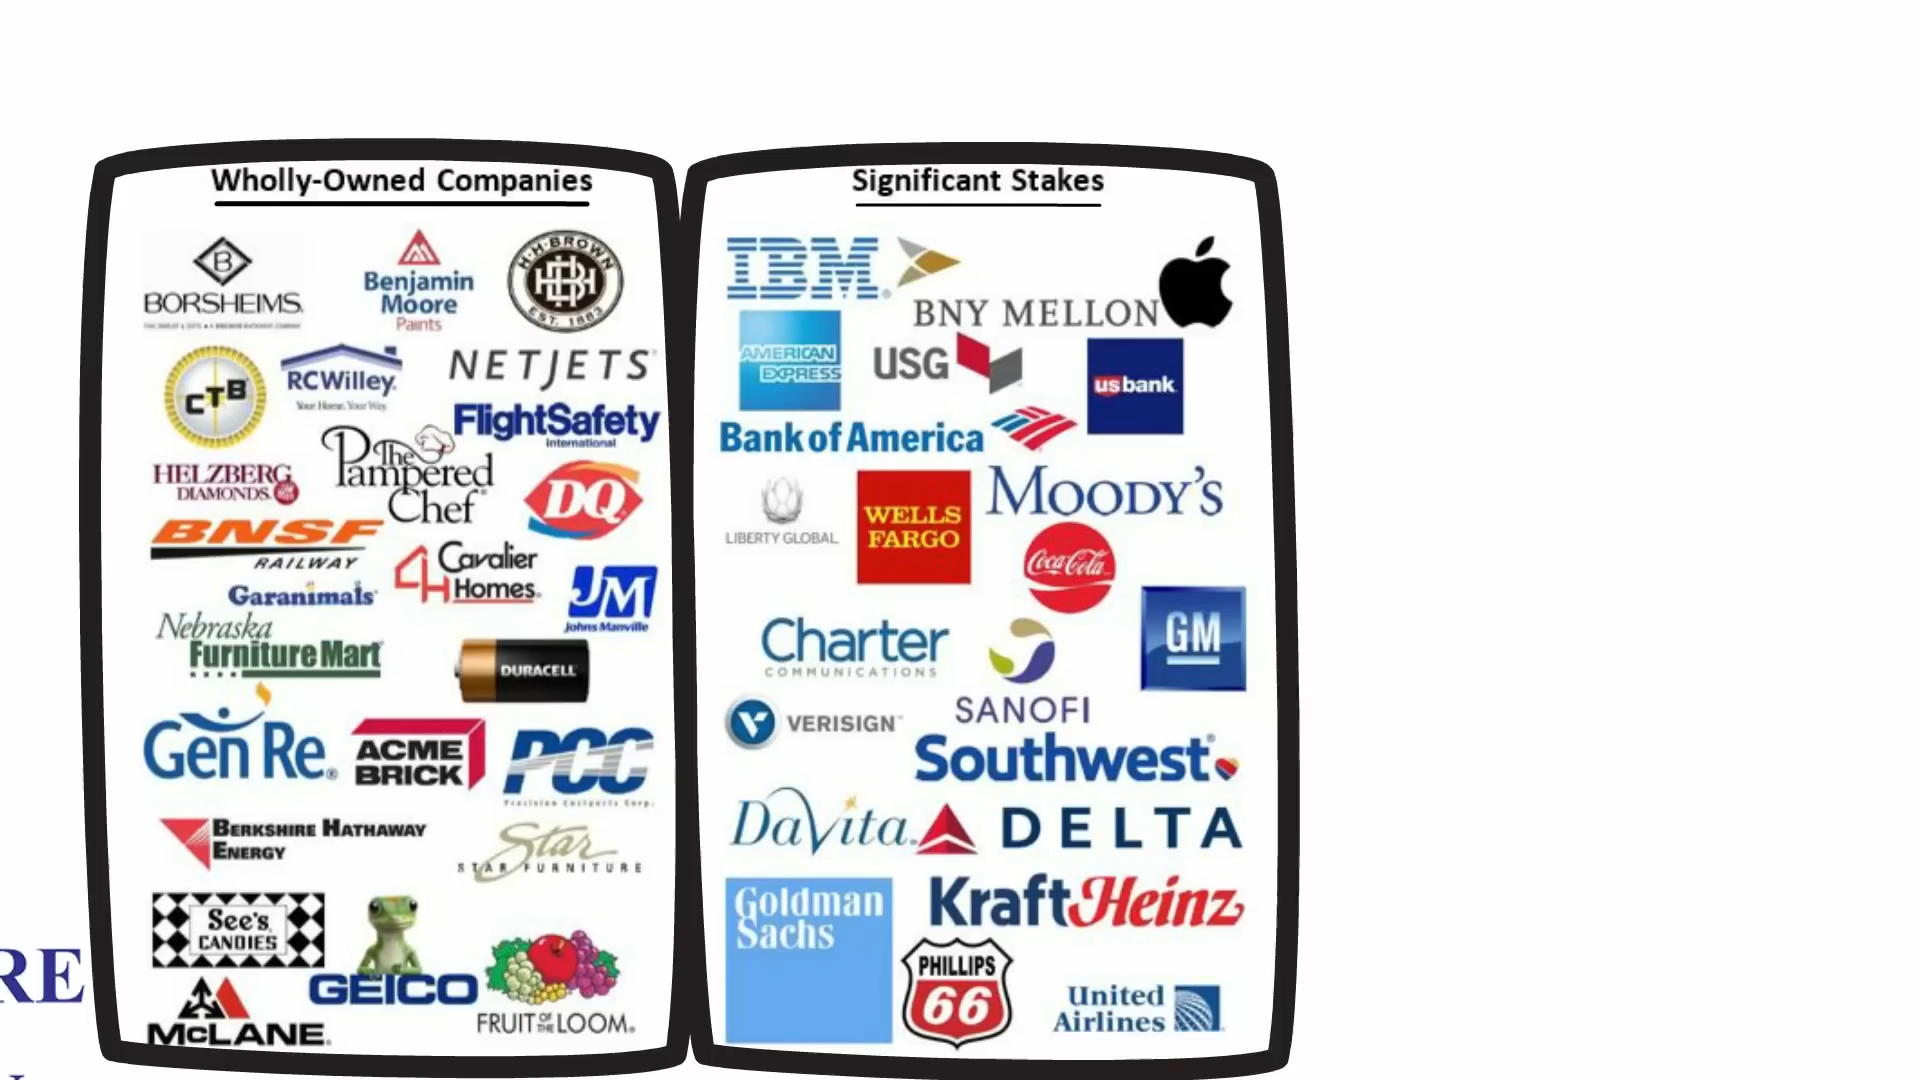 Wholly-Owned Companies
B
BORSHEIMS.
Benjamin
Moore
Paints
H·H·BROWN
HBH
EST. 1883
CTB
RCWilley.
Your Home. Your Way.
NETJETS
FlightSafety
International
HELZBERG
DIAMONDS.
The
Pampered
Chef
DQ
BNSF
RAILWAY
Cavalier
Homes.
JM
Johns Manville
Garanimals
Nebraska
Furniture Mart
DURACELL
Gen Re®
ACME
BRICK
PCC
Precision Castparts Corp.
BERKSHIRE HATHAWAY
ENERGY
Star
STAR FURNITURE
See's
CANDIES
GEICO
FRUIT OF THE LOOM.
McLANE
Significant Stakes
IBM®
BNY MELLON
AMERICAN
EXPRESS
USG
usbank
Bank of America
LIBERTY GLOBAL
WELLS
FARGO
MOODY'S
Coca-Cola
GM
Charter
COMMUNICATIONS
SANOFI
VERISIGN
Southwest
DaVita.
DELTA
Goldman
Sachs
KraftHeinz
PHILLIPS
66
United
Airlines
RE